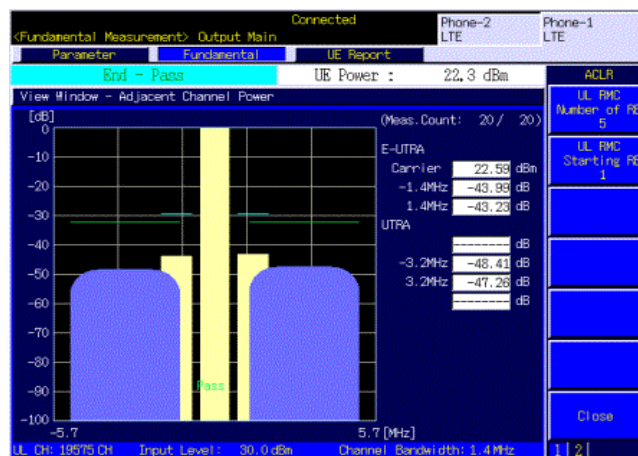 Connected
<Fundamental Measurement> Output Main
Phone-2 LTE
Phone-1 LTE
Parameter Fundamental UE Report
End - Pass UE Power : 22.3 dBm
ACLR
View Window - Adjacent Channel Power
UL RMC
Number of RB
5
UL RMC
Starting RB
1
Close
1 2
[dB]
0
-10
-20
-30
-40
-50
-60
-70
-80
-90
-100
Pass
-5.7 5.7 [MHz]
(Meas.Count: 20 / 20)
E-UTRA
Carrier 22.59 dBm
-1.4MHz -43.99 dB
1.4MHz -43.23 dB
UTRA
------- dB
-3.2MHz -48.41 dB
3.2MHz -47.26 dB
------- dB
UL CH: 19575 CH Input Level: 30.0 dBm Channel Bandwidth: 1.4 MHz